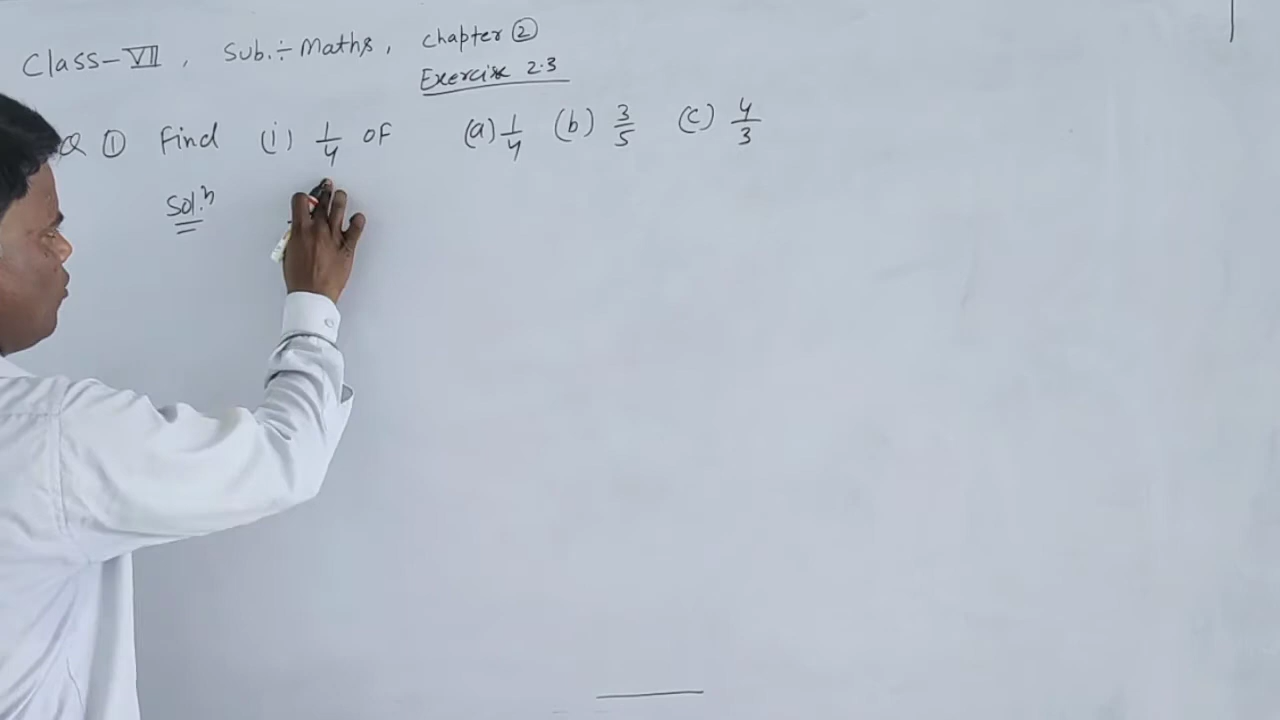 Class-VII, Sub.÷Maths, Chapter ②
Exercise 2.3
Q ① Find (i) 1/4 of (a) 1/4 (b) 3/5 (c) 4/3
Sol.n